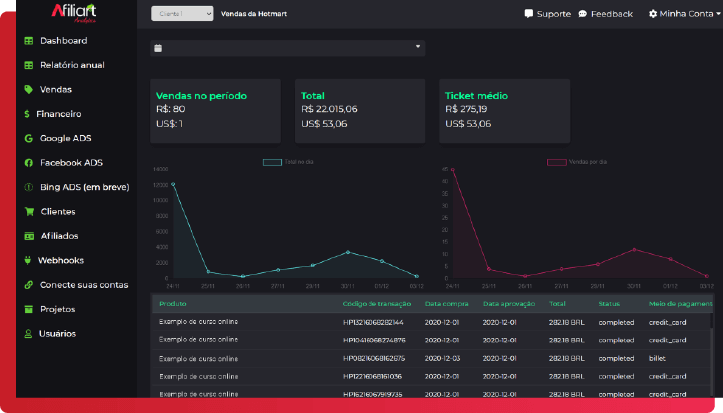 Afiliart
Analytics
Cliente 1
Vendas da Hotmart
Suporte
Feedback
Minha Conta
Dashboard
Relatório anual
Vendas
Financeiro
Google ADS
Facebook ADS
Bing ADS (em breve)
Clientes
Afiliados
Webhooks
Conecte suas contas
Projetos
Usuários
Vendas no período
R$: 80
US$: 1
Total
R$ 22.015,06
US$ 53,06
Ticket médio
R$ 275,19
US$ 53,06
Total no dia
14000
12000
10000
8000
6000
4000
2000
0
24/11 25/11 26/11 27/11 28/11 30/11 01/12 03/12
Vendas por dia
45
40
35
30
25
20
15
10
5
0
24/11 25/11 26/11 27/11 28/11 30/11 01/12 03/12
Produto Código de transação Data compra Data aprovação Total Status Meio de pagament
Exemplo de curso online HP13216068282144 2020-12-01 2020-12-01 282.18 BRL completed credit_card
Exemplo de curso online HP10416068274876 2020-12-01 2020-12-01 282.18 BRL completed credit_card
Exemplo de curso online HP08216068162675 2020-12-03 2020-12-01 282.18 BRL completed billet
Exemplo de curso online HP12216068161036 2020-12-01 2020-12-01 282.18 BRL completed credit_card
Exemplo de curso online HP16216067919735 2020-12-01 2020-12-01 282.18 BRL completed credit_card